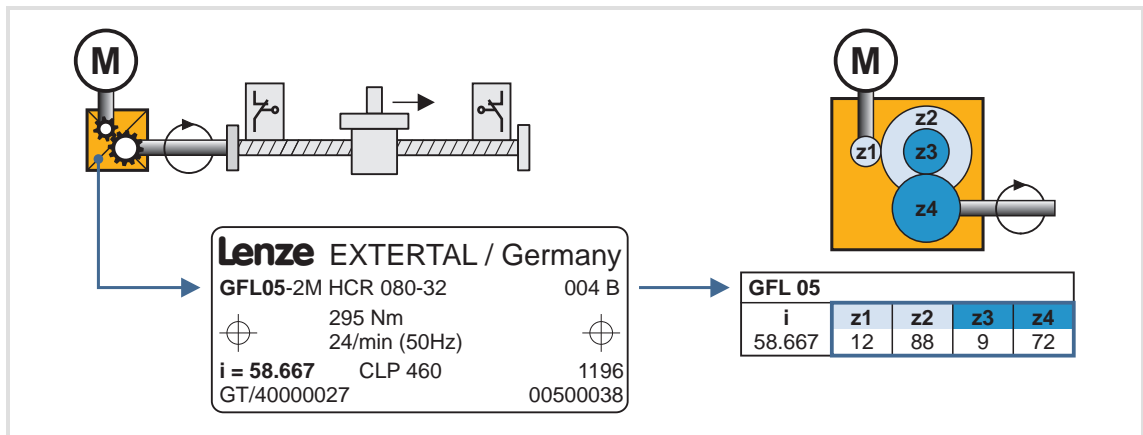 M
M
z2
z1
z3
z4
Lenze EXTERTAL / Germany
GFL05-2M HCR 080-32 004 B
295 Nm
24/min (50Hz)
i = 58.667 CLP 460 1196
GT/40000027 00500038
GFL 05
i z1 z2 z3 z4
58.667 12 88 9 72